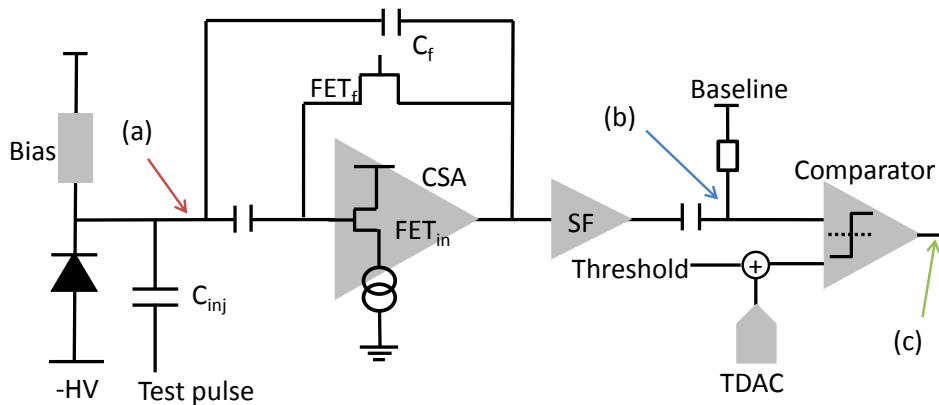 C_f
FET_f
Baseline
(a)
(b)
Bias
CSA
Comparator
FET_in
SF
Threshold
+
C_inj
(c)
-HV
Test pulse
TDAC